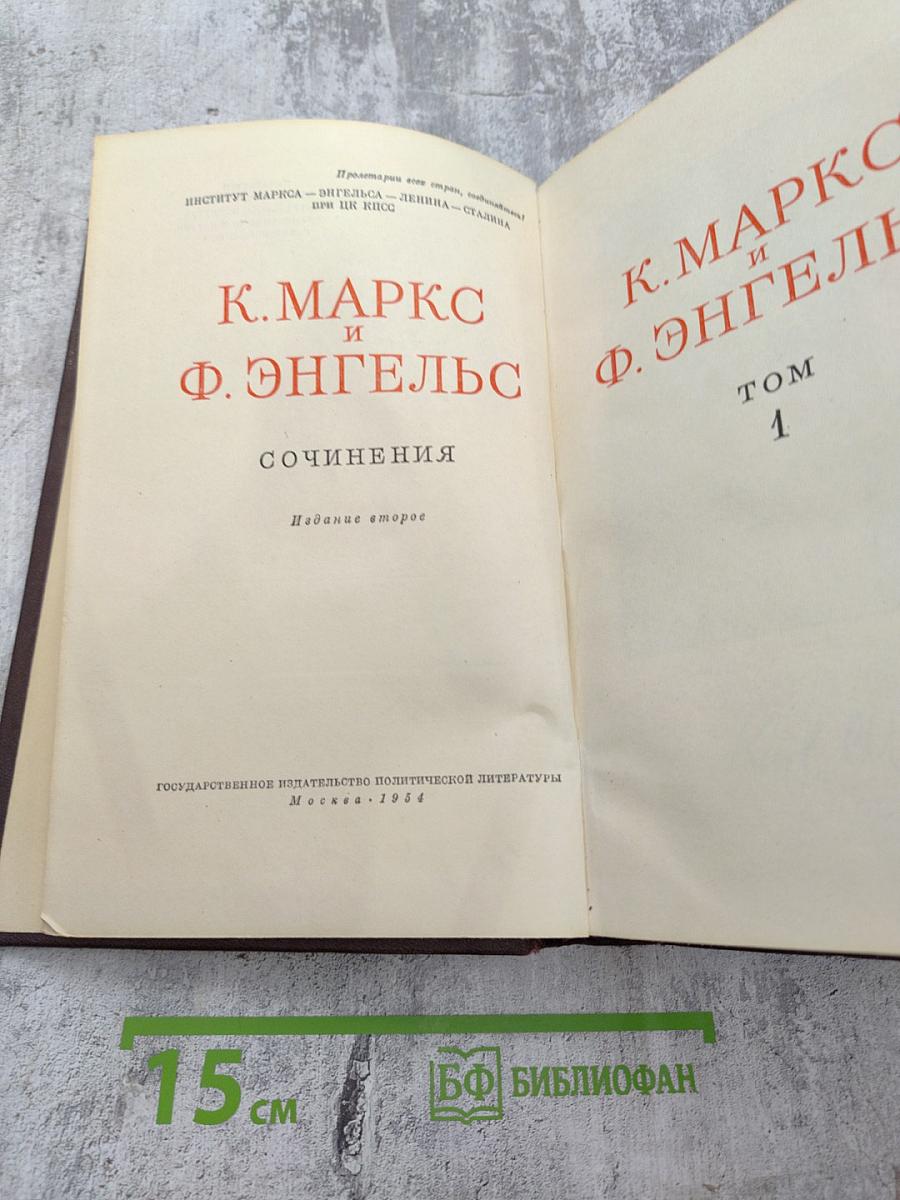 Пролетарии всех стран, соединяйтесь!
ИНСТИТУТ МАРКСА — ЭНГЕЛЬСА — ЛЕНИНА — СТАЛИНА
ПРИ ЦК КПСС
К. МАРКС
И
Ф. ЭНГЕЛЬС
СОЧИНЕНИЯ
Издание второе
ГОСУДАРСТВЕННОЕ ИЗДАТЕЛЬСТВО ПОЛИТИЧЕСКОЙ ЛИТЕРАТУРЫ
Москва · 1954
К. МАРКС
И
Ф. ЭНГЕЛЬ
ТОМ
1
15 см
БФ БИБЛИОФАН